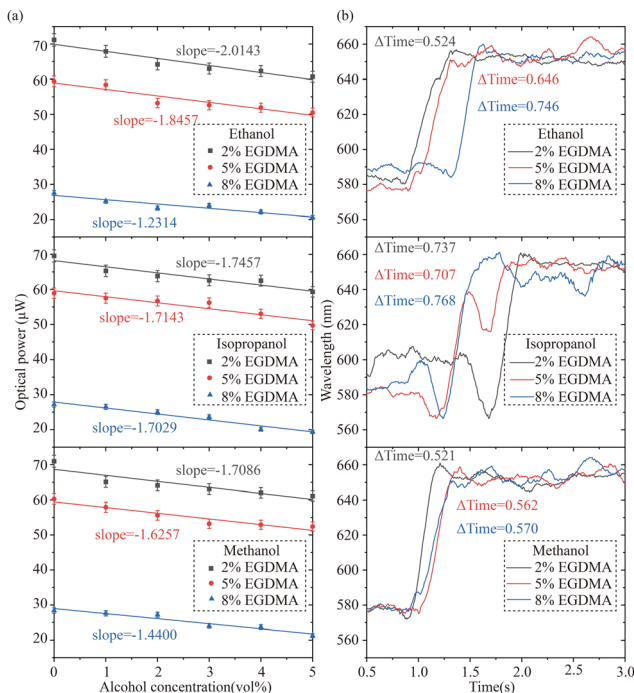 (a)
(b)
Optical power (μW)
70
60
50
40
30
20
slope=-2.0143
slope=-1.8457
slope=-1.2314
Ethanol
2% EGDMA
5% EGDMA
8% EGDMA
70
60
50
40
30
20
slope=-1.7457
slope=-1.7143
slope=-1.7029
Isopropanol
2% EGDMA
5% EGDMA
8% EGDMA
70
60
50
40
30
20
slope=-1.7086
slope=-1.6257
slope=-1.4400
Methanol
2% EGDMA
5% EGDMA
8% EGDMA
0 1 2 3 4 5
Alcohol concentration(vol%)
Wavelength (nm)
660
640
620
600
580
560
ΔTime=0.524
ΔTime=0.646
ΔTime=0.746
Ethanol
2% EGDMA
5% EGDMA
8% EGDMA
660
640
620
600
580
560
ΔTime=0.737
ΔTime=0.707
ΔTime=0.768
Isopropanol
2% EGDMA
5% EGDMA
8% EGDMA
660
640
620
600
580
560
ΔTime=0.521
ΔTime=0.562
ΔTime=0.570
Methanol
2% EGDMA
5% EGDMA
8% EGDMA
0.5 1.0 1.5 2.0 2.5 3.0
Time(s)